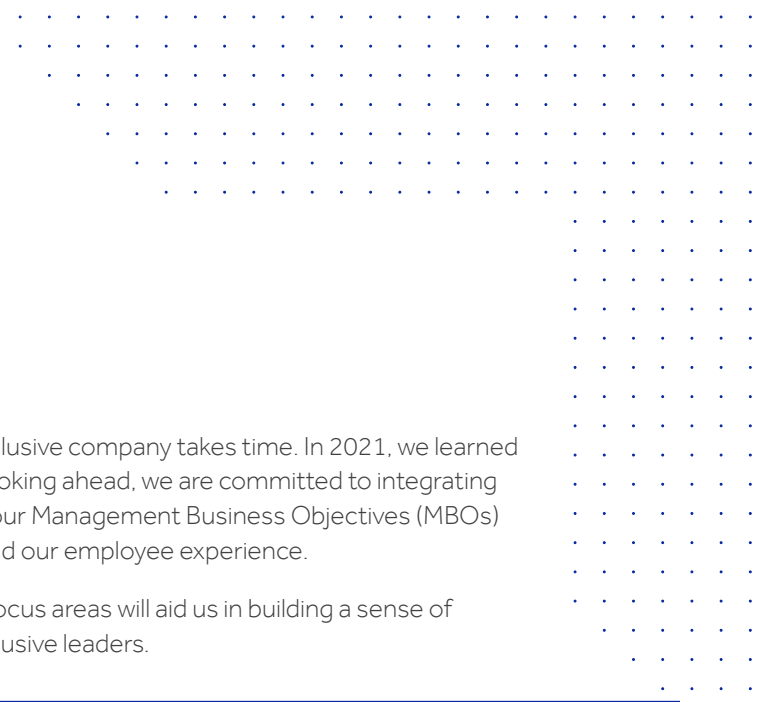 lusive company takes time. In 2021, we learned
oking ahead, we are committed to integrating
our Management Business Objectives (MBOs)
d our employee experience.
ocus areas will aid us in building a sense of
usive leaders.